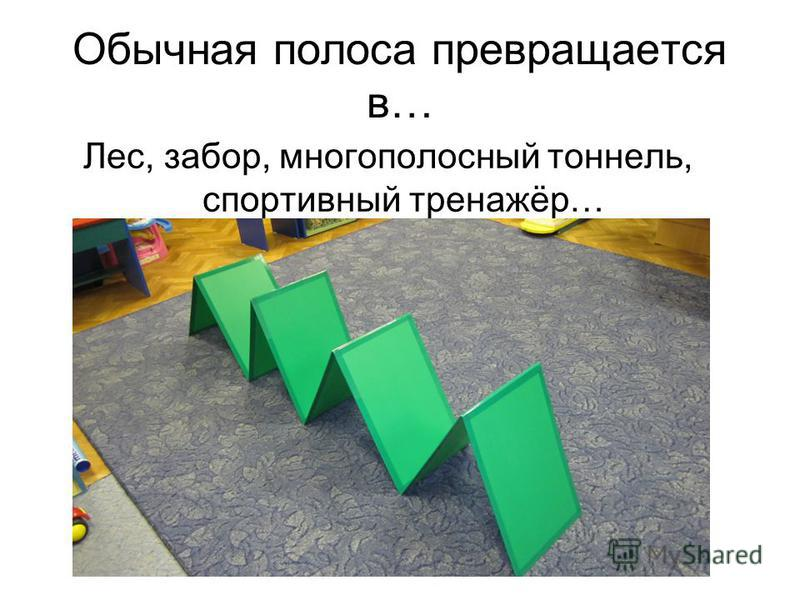 Обычная полоса превращается
в…
Лес, забор, многополосный тоннель,
спортивный тренажёр…
MyShared